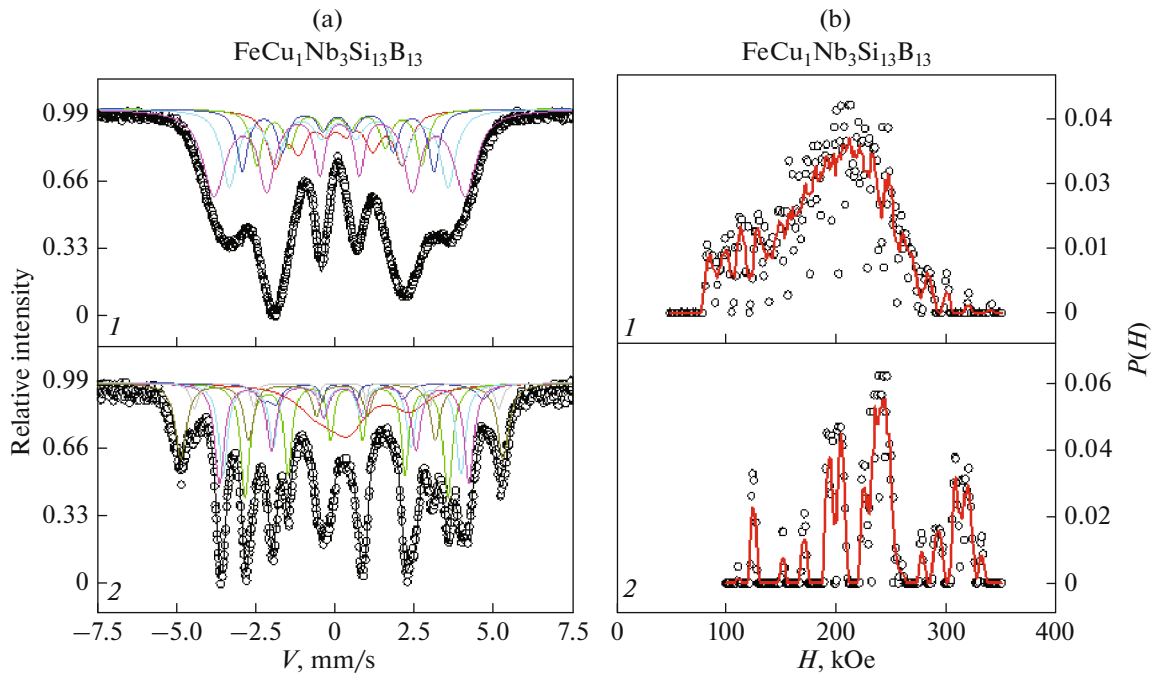 (a)
FeCu₁Nb₃Si₁₃B₁₃
Relative intensity
0.99
0.66
0.33
0
1
0.99
0.66
0.33
0
2
−7.5 −5.0 −2.5 0 2.5 5.0 7.5
V, mm/s
(b)
FeCu₁Nb₃Si₁₃B₁₃
0.04
0.03
0.01
0
1
P(H)
0.06
0.04
0.02
0
2
0 100 200 300 400
H, kOe